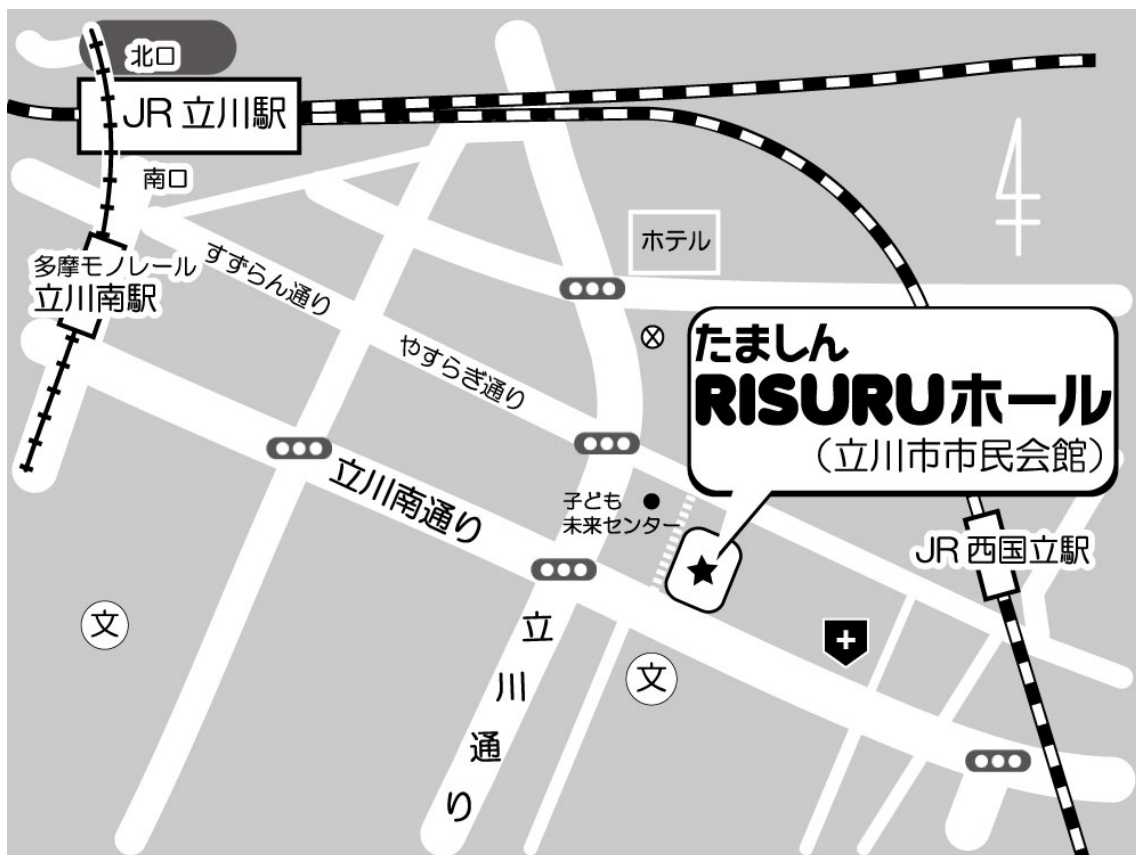 北口
JR 立川駅
南口
多摩モノレール
立川南駅
すずらん通り
ホテル
やすらぎ通り
たましん
RISURUホール
(立川市市民会館)
立川南通り
子ども
未来センター
JR 西国立駅
立川通り
文
文